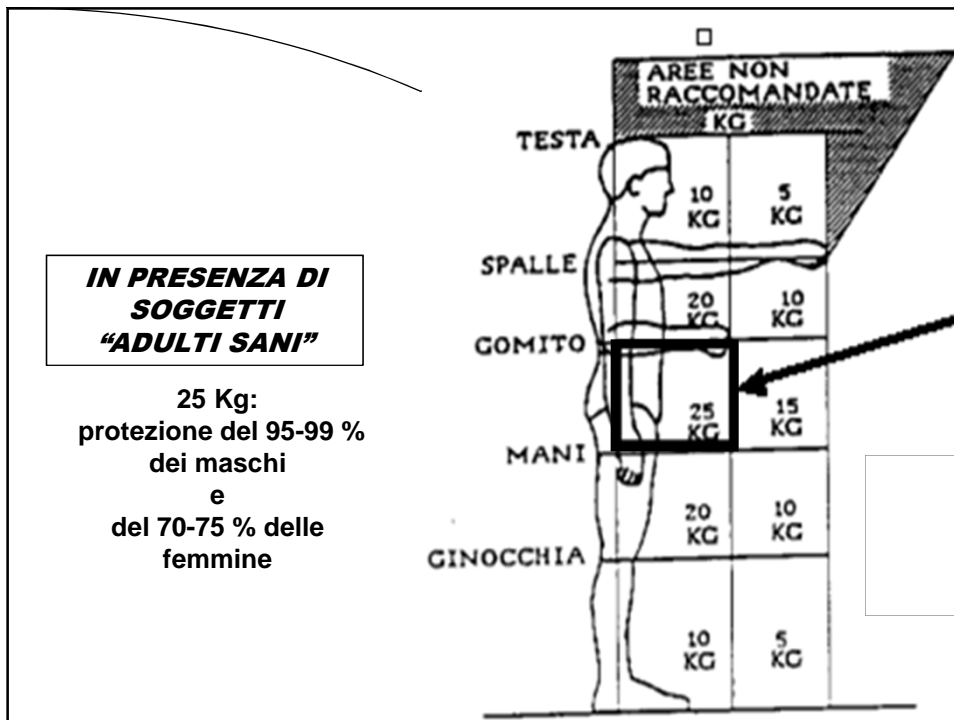 AREE NON
RACCOMANDATE
KG
TESTA
10
KG
5
KG
SPALLE
20
KG
10
KG
GOMITO
25
KG
15
KG
MANI
20
KG
10
KG
GINOCCHIA
10
KG
5
KG
IN PRESENZA DI
SOGGETTI
“ADULTI SANI”
25 Kg:
protezione del 95-99 %
dei maschi
e
del 70-75 % delle
femmine